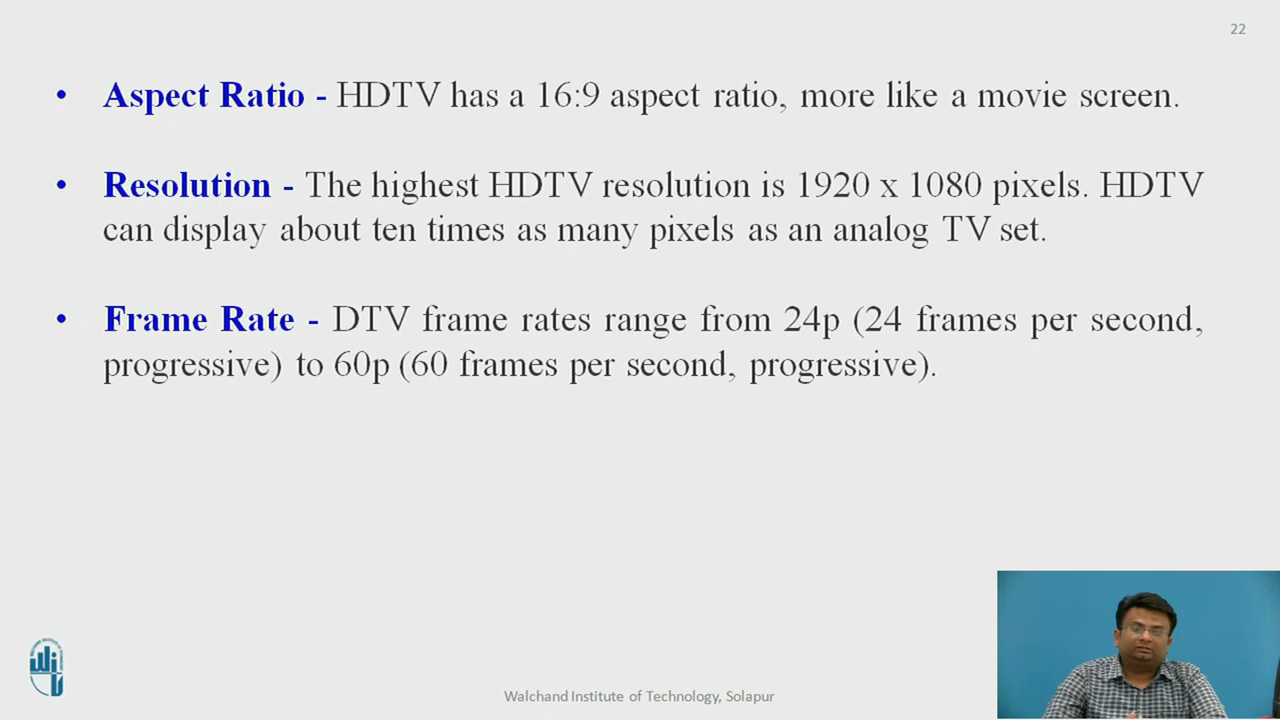 22
• Aspect Ratio - HDTV has a 16:9 aspect ratio, more like a movie screen.
• Resolution - The highest HDTV resolution is 1920 x 1080 pixels. HDTV
can display about ten times as many pixels as an analog TV set.
• Frame Rate - DTV frame rates range from 24p (24 frames per second,
progressive) to 60p (60 frames per second, progressive).
Walchand Institute of Technology, Solapur